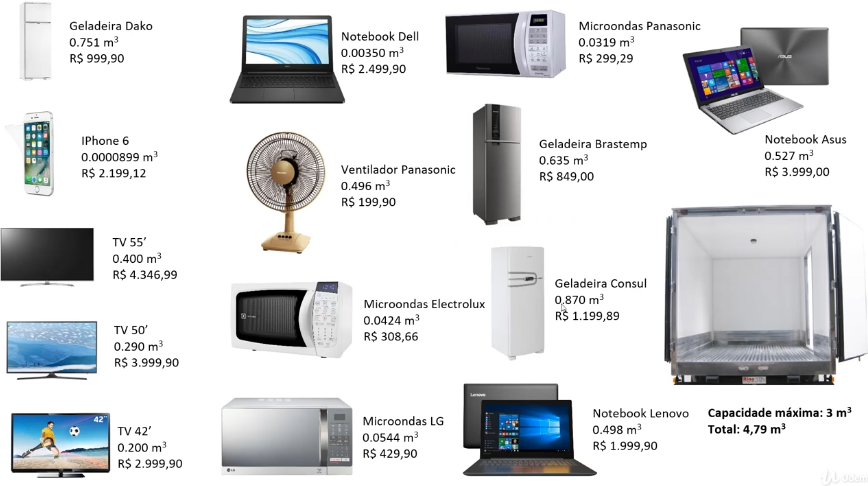 Geladeira Dako
0.751 m³
R$ 999,90
Notebook Dell
0.00350 m³
R$ 2.499,90
Microondas Panasonic
0.0319 m³
R$ 299,29
ASUS
Notebook Asus
0.527 m³
R$ 3.999,00
IPhone 6
0.0000899 m³
R$ 2.199,12
Ventilador Panasonic
0.496 m³
R$ 199,90
Geladeira Brastemp
0.635 m³
R$ 849,00
TV 55’
0.400 m³
R$ 4.346,99
Microondas Electrolux
0.0424 m³
R$ 308,66
Geladeira Consul
0.870 m³
R$ 1.199,89
TV 50’
0.290 m³
R$ 3.999,90
42"
TV 42’
0.200 m³
R$ 2.999,90
LG
Microondas LG
0.0544 m³
R$ 429,90
Lenovo
Notebook Lenovo
0.498 m³
R$ 1.999,90
Capacidade máxima: 3 m³
Total: 4,79 m³
Udemy